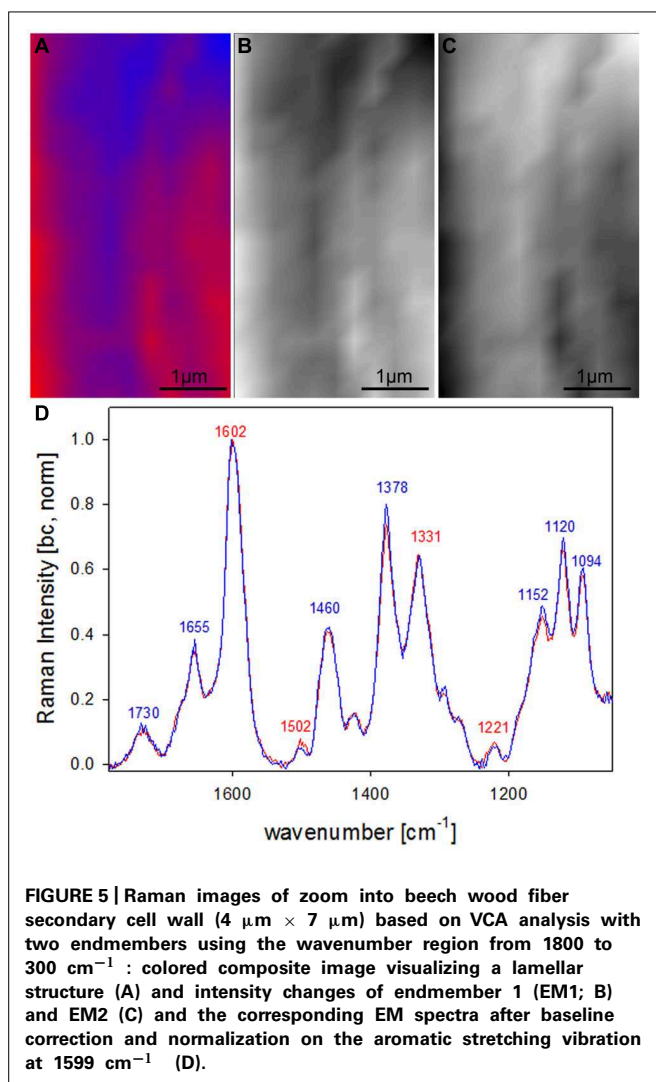 A
B
C
1µm
1µm
1µm
D
1602
1.0
0.8
0.6
0.4
0.2
0.0
Raman Intensity [bc, norm]
1730
1655
1502
1460
1378
1331
1221
1152
1120
1094
1600
1400
1200
wavenumber [cm⁻¹]
FIGURE 5 | Raman images of zoom into beech wood fiber
secondary cell wall (4 μm × 7 μm) based on VCA analysis with
two endmembers using the wavenumber region from 1800 to
300 cm⁻¹ : colored composite image visualizing a lamellar
structure (A) and intensity changes of endmember 1 (EM1; B)
and EM2 (C) and the corresponding EM spectra after baseline
correction and normalization on the aromatic stretching vibration
at 1599 cm⁻¹ (D).